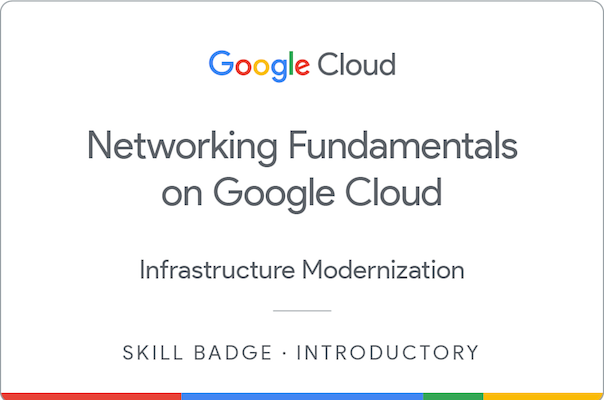 Google Cloud
Networking Fundamentals
on Google Cloud
Infrastructure Modernization
SKILL BADGE · INTRODUCTORY